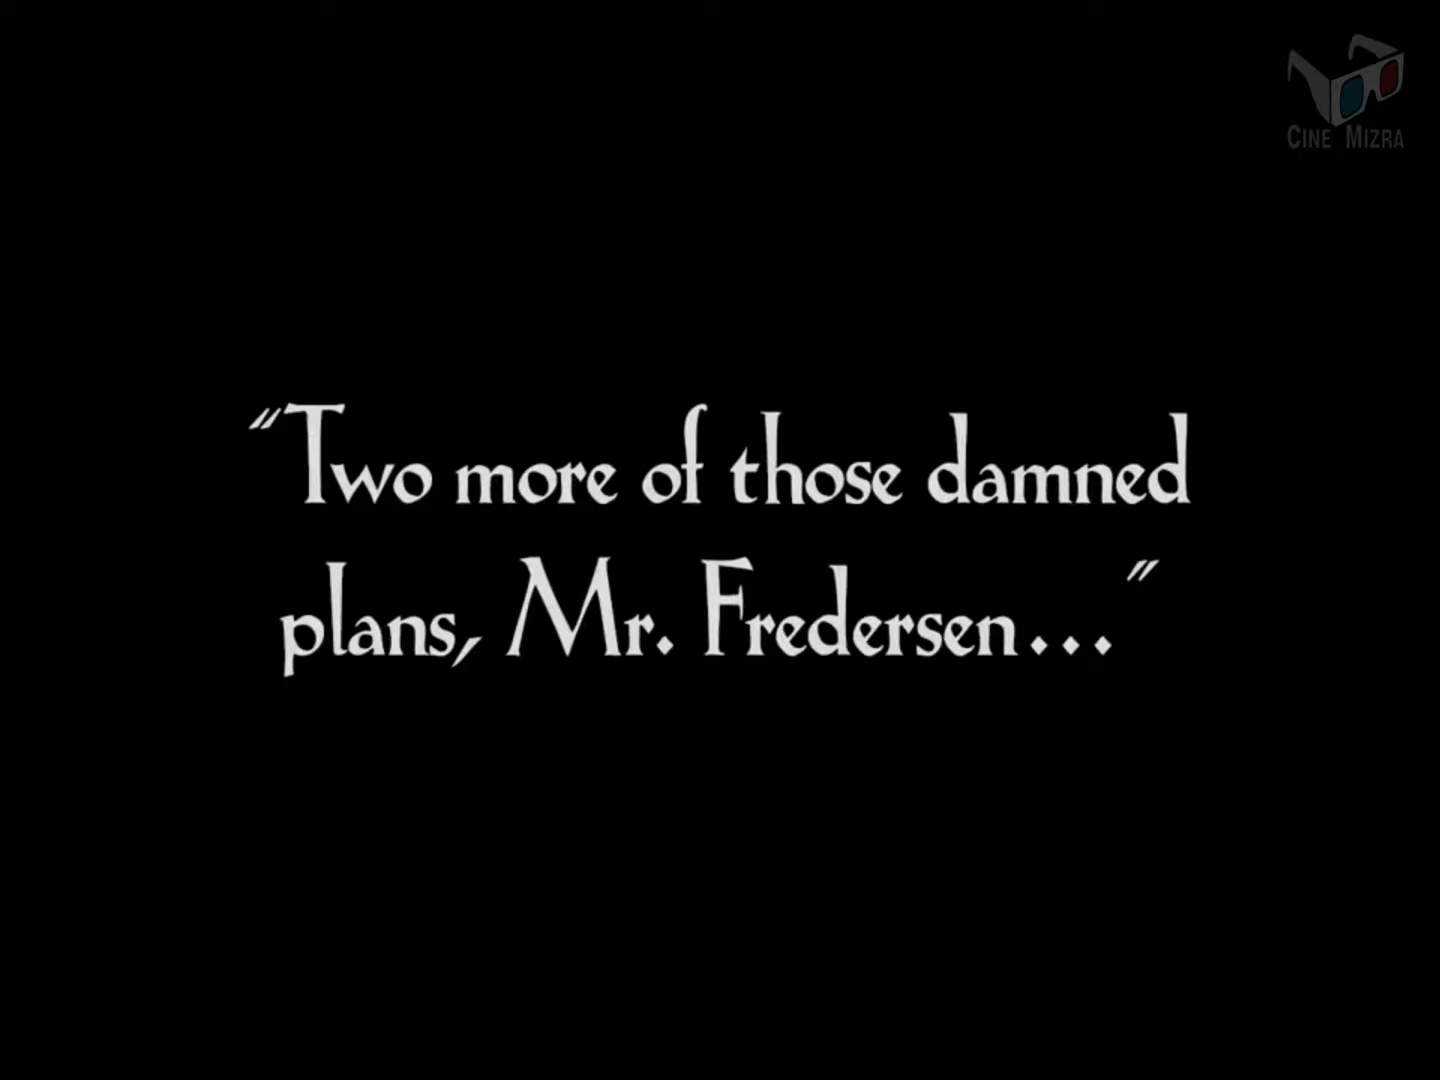 CINE MIZRA
"Two more of those damned
plans, Mr. Fredersen..."